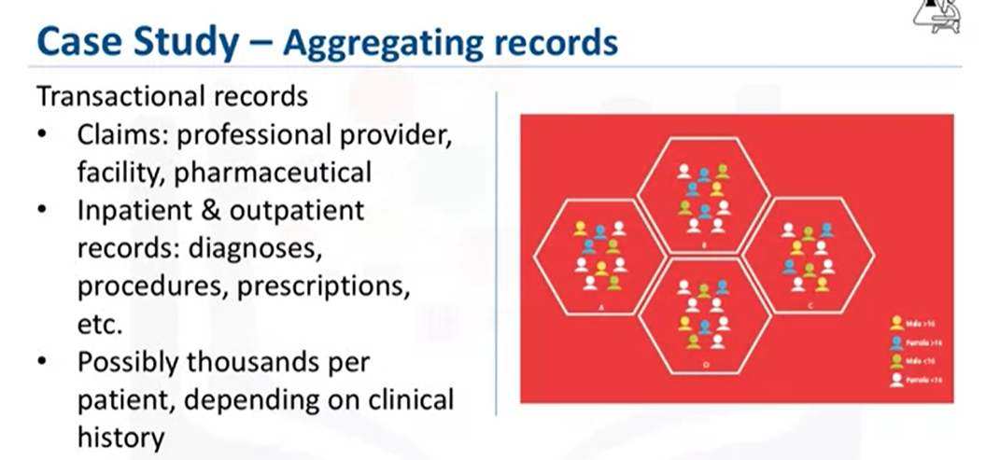 Case Study – Aggregating records
Transactional records
• Claims: professional provider,
facility, pharmaceutical
• Inpatient & outpatient
records: diagnoses,
procedures, prescriptions,
etc.
• Possibly thousands per
patient, depending on clinical
history
B
A
C
D
Male >16
Female >16
Male <16
Female <16